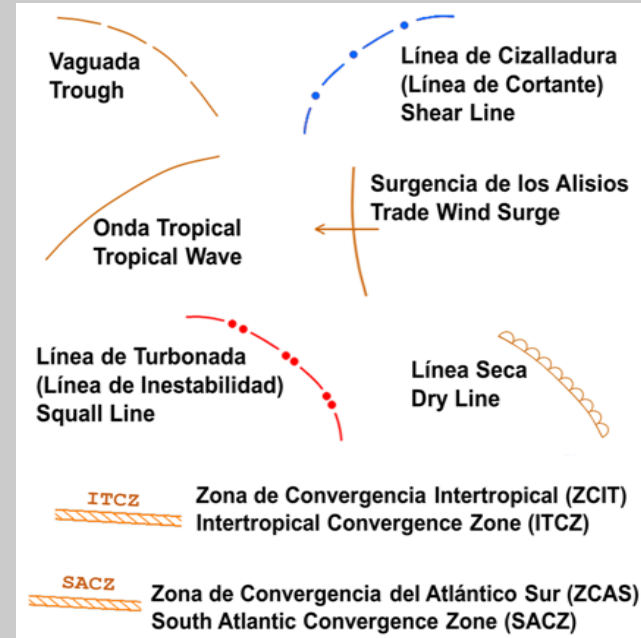 Vaguada
Trough
Línea de Cizalladura
(Línea de Cortante)
Shear Line
Onda Tropical
Tropical Wave
Surgencia de los Alisios
Trade Wind Surge
Línea de Turbonada
(Línea de Inestabilidad)
Squall Line
Línea Seca
Dry Line
ITCZ
Zona de Convergencia Intertropical (ZCIT)
Intertropical Convergence Zone (ITCZ)
SACZ
Zona de Convergencia del Atlántico Sur (ZCAS)
South Atlantic Convergence Zone (SACZ)